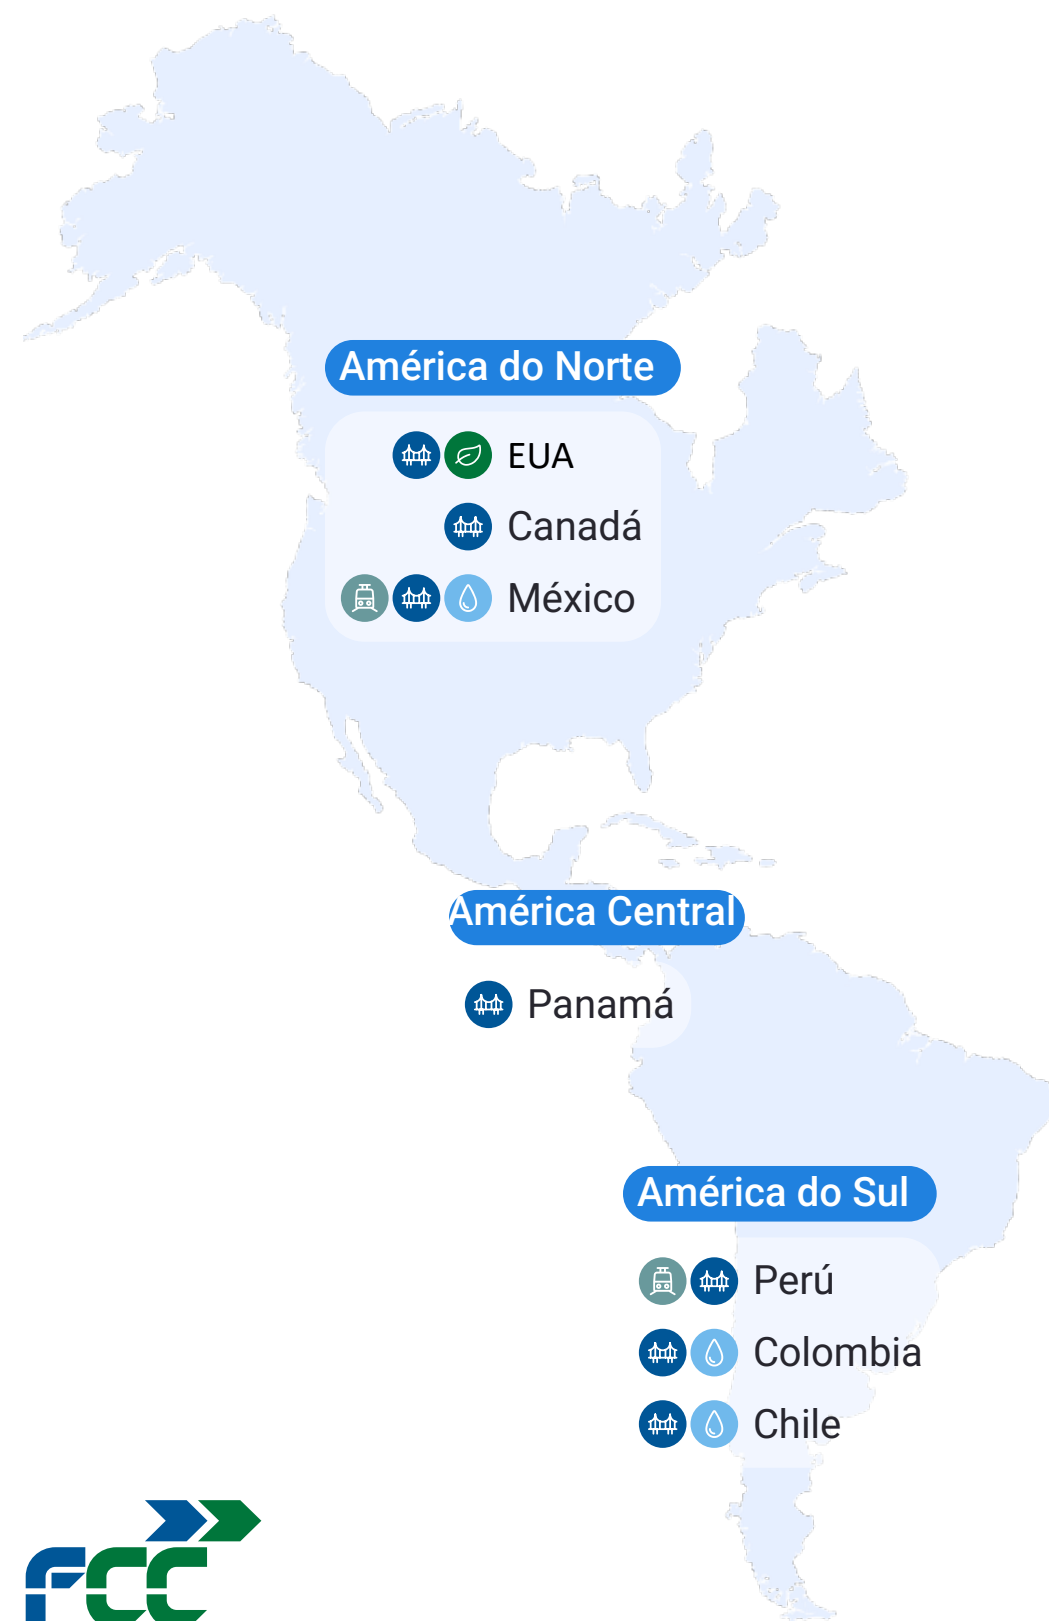 América do Norte
EUA
Canadá
México
América Central
Panamá
América do Sul
Perú
Colombia
Chile
FCC